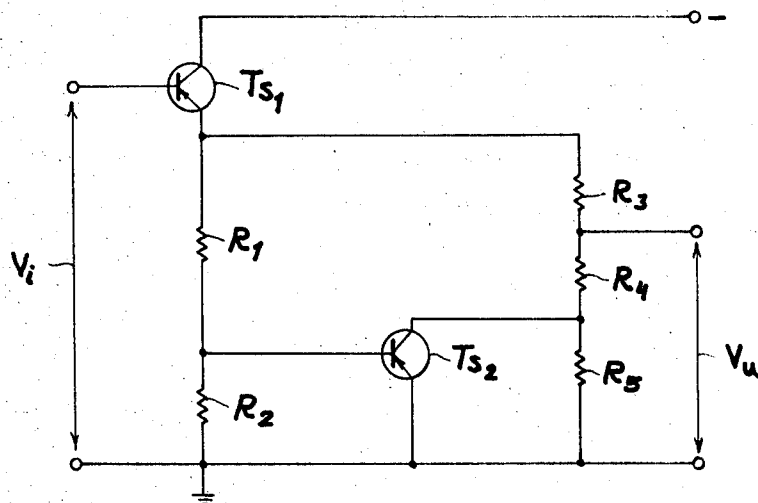 −
Ts₁
R₃
R₁
Vᵢ
R₄
Ts₂
Vᵤ
R₅
R₂